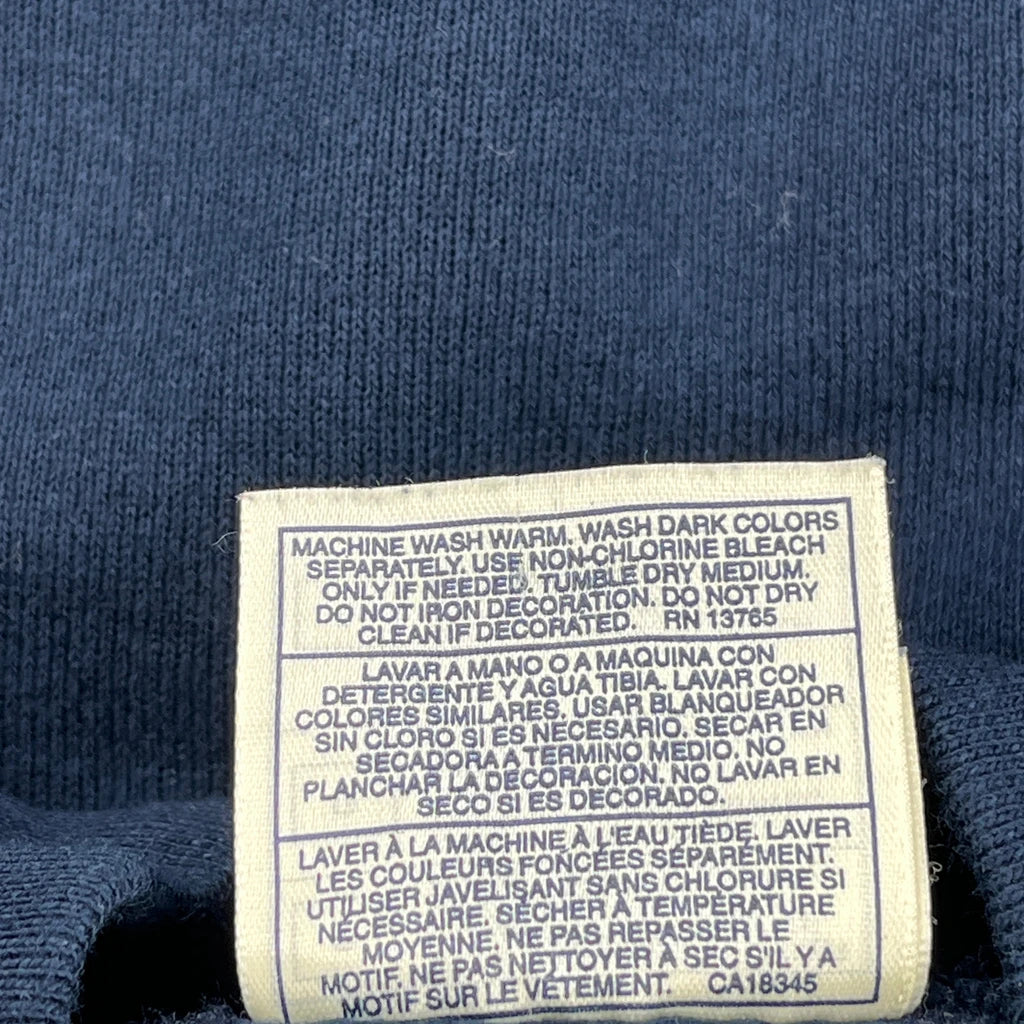 MACHINE WASH WARM. WASH DARK COLORS
SEPARATELY. USE NON-CHLORINE BLEACH
ONLY IF NEEDED. TUMBLE DRY MEDIUM.
DO NOT IRON DECORATION. DO NOT DRY
CLEAN IF DECORATED. RN 13765
LAVAR A MANO O A MAQUINA CON
DETERGENTE Y AGUA TIBIA. LAVAR CON
COLORES SIMILARES. USAR BLANQUEADOR
SIN CLORO SI ES NECESARIO. SECAR EN
SECADORA A TERMINO MEDIO. NO
PLANCHAR LA DECORACION. NO LAVAR EN
SECO SI ES DECORADO.
LAVER À LA MACHINE À L'EAU TIÈDE. LAVER
LES COULEURS FONCÉES SÉPARÉMENT.
UTILISER JAVELISANT SANS CHLORURE SI
NÉCESSAIRE. SÉCHER À TEMPÉRATURE
MOYENNE. NE PAS REPASSER LE
MOTIF. NE PAS NETTOYER À SEC S'IL Y A
MOTIF SUR LE VÊTEMENT. CA18345